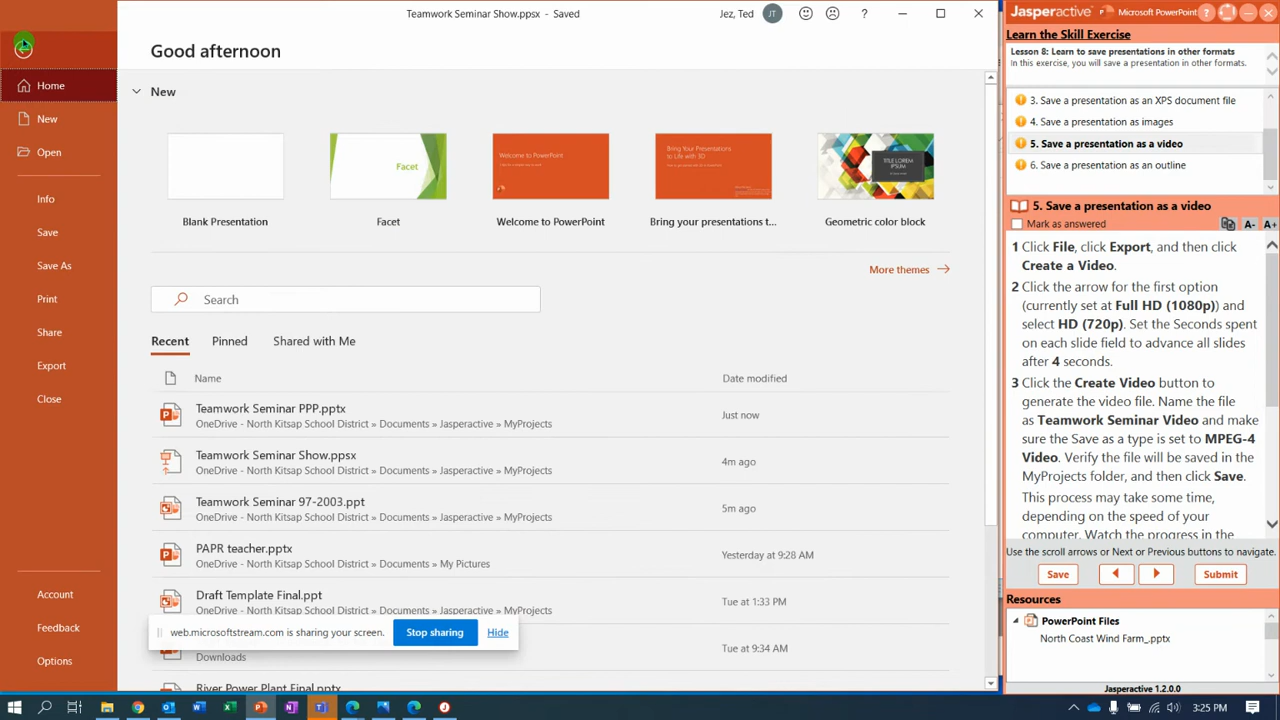 Teamwork Seminar Show.ppsx - Saved
Jez, Ted
JT
?
Home
New
Open
Info
Save
Save As
Print
Share
Export
Close
Account
Feedback
Options
Good afternoon
New
Facet
Welcome to PowerPoint
Bring Your Presentations
to Life with 3D
TITLE LOREM
IPSUM
Blank Presentation
Facet
Welcome to PowerPoint
Bring your presentations t...
Geometric color block
More themes
Search
Recent
Pinned
Shared with Me
Name
Date modified
Teamwork Seminar PPP.pptx
OneDrive - North Kitsap School District » Documents » Jasperactive » MyProjects
Just now
Teamwork Seminar Show.ppsx
OneDrive - North Kitsap School District » Documents » Jasperactive » MyProjects
4m ago
Teamwork Seminar 97-2003.ppt
OneDrive - North Kitsap School District » Documents » Jasperactive » MyProjects
5m ago
PAPR teacher.pptx
OneDrive - North Kitsap School District » Documents » My Pictures
Yesterday at 9:28 AM
Draft Template Final.ppt
OneDrive - North Kitsap School District » Documents » Jasperactive » MyProjects
Tue at 1:33 PM
web.microsoftstream.com is sharing your screen.
Stop sharing
Hide
Tue at 9:34 AM
Downloads
River Power Plant Final.pptx
Jasperactive
Microsoft PowerPoint
?
Learn the Skill Exercise
Lesson 8: Learn to save presentations in other formats
In this exercise, you will save a presentation in other formats.
3. Save a presentation as an XPS document file
4. Save a presentation as images
5. Save a presentation as a video
6. Save a presentation as an outline
5. Save a presentation as a video
Mark as answered
A-
A+
1 Click File, click Export, and then click
Create a Video.
2 Click the arrow for the first option
(currently set at Full HD (1080p)) and
select HD (720p). Set the Seconds spent
on each slide field to advance all slides
after 4 seconds.
3 Click the Create Video button to
generate the video file. Name the file
as Teamwork Seminar Video and make
sure the Save as a type is set to MPEG-4
Video. Verify the file will be saved in the
MyProjects folder, and then click Save.
This process may take some time,
depending on the speed of your
computer. Watch the progress in the
Use the scroll arrows or Next or Previous buttons to navigate.
Save
Submit
Resources
PowerPoint Files
North Coast Wind Farm_.pptx
Jasperactive 1.2.0.0
3:25 PM